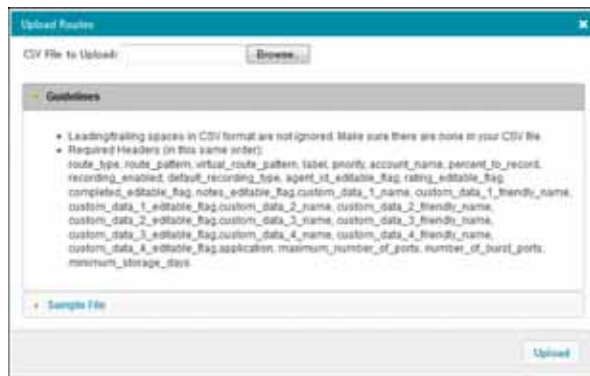 Upload Routes
CSV File to Upload:
Browse...
Guidelines
Leading/trailing spaces in CSV format are not ignored. Make sure there are none in your CSV file
Required Headers (in this same order):
route_type, route_pattern, virtual_route_pattern, label, priority, account_name, percent_to_record,
recording_enabled, default_recording_type, agent_id_editable_flag, rating_editable_flag,
completed_editable_flag, notes_editable_flag,custom_data_1_name, custom_data_1_friendly_name,
custom_data_1_editable_flag,custom_data_2_name, custom_data_2_friendly_name,
custom_data_2_editable_flag,custom_data_3_name, custom_data_3_friendly_name,
custom_data_3_editable_flag,custom_data_4_name, custom_data_4_friendly_name,
custom_data_4_editable_flag,application, maximum_number_of_ports, number_of_burst_ports,
minimum_storage_days
Sample File
Upload